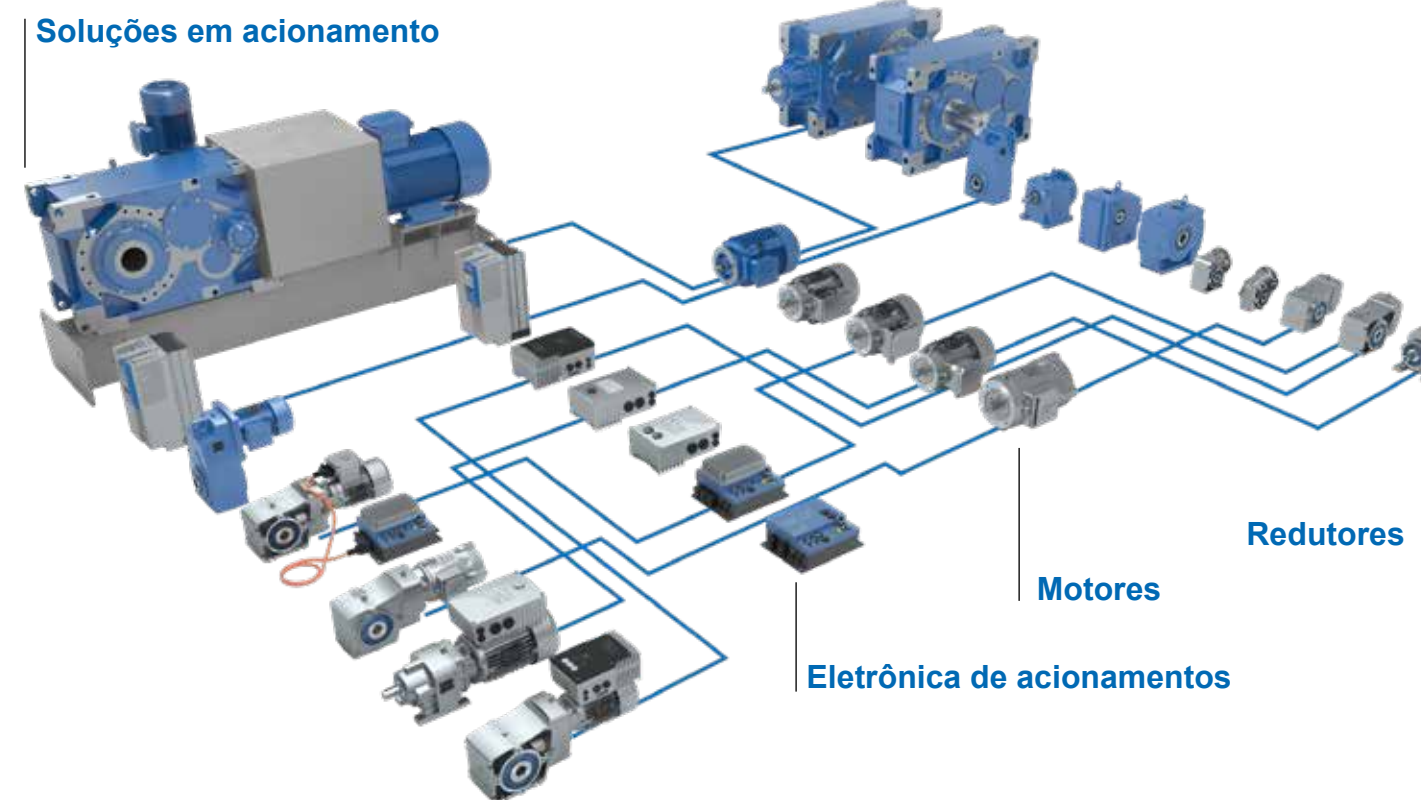 Soluções em acionamento
Redutores
Motores
Eletrônica de acionamentos